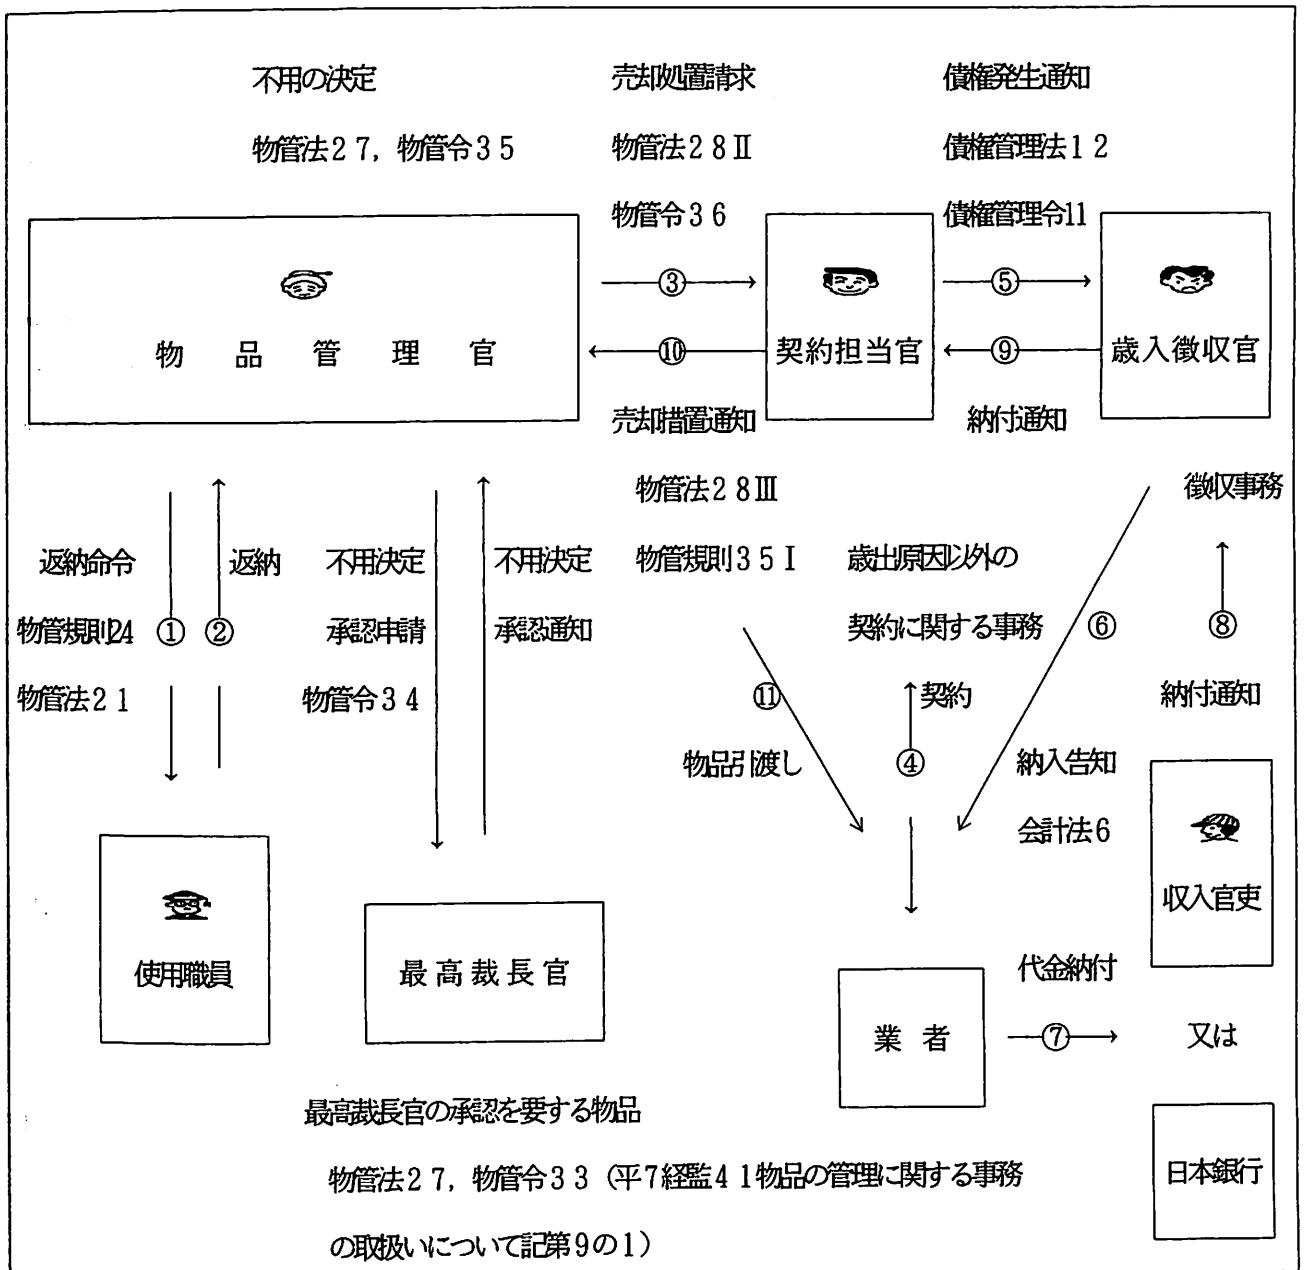 不用の決定
物管法27，物管令35
売却処置請求
物管法28Ⅱ
物管令36
債権発生通知
債権管理法12
債権管理令11
物品管理官
③
⑩
契約担当官
⑤
⑨
歳入徴収官
売却措置通知
物管法28Ⅲ
物管規則35Ⅰ
納付通知
徴収事務
返納命令
物管規則24
物管法21
①
②
返納
不用決定
承認申請
物管令34
不用決定
承認通知
歳出原因以外の
契約に関する事務
⑥
⑧
納付通知
⑪
物品引渡し
契約
④
納入告知
会計法6
収入官吏
使用職員
最高裁長官
業者
代金納付
⑦
又は
日本銀行
最高裁長官の承認を要する物品
物管法27，物管令33（平7経監41物品の管理に関する事務
の取扱いについて記第9の1）